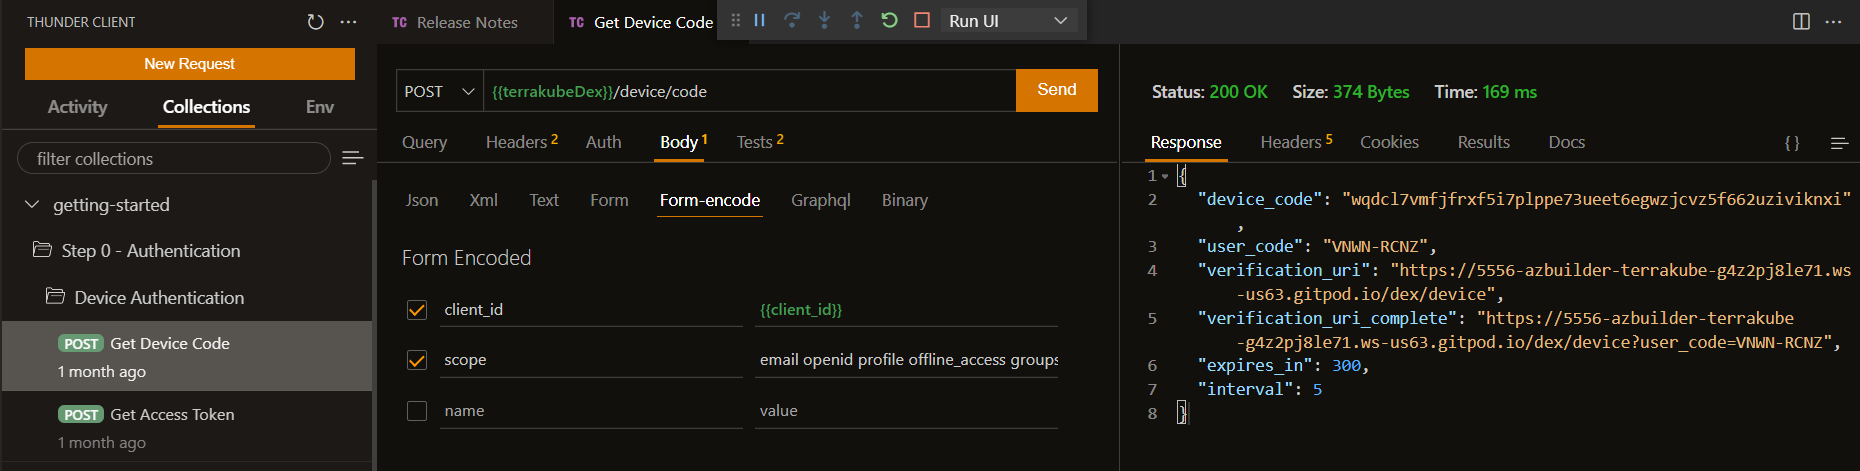 THUNDER CLIENT
New Request
Activity
Collections
Env
filter collections
getting-started
Step 0 - Authentication
Device Authentication
POST Get Device Code
1 month ago
POST Get Access Token
1 month ago
TC Release Notes
TC Get Device Code
Run UI
POST
{{terrakubeDex}}/device/code
Send
Query
Headers 2
Auth
Body 1
Tests 2
Json
Xml
Text
Form
Form-encode
Graphql
Binary
Form Encoded
client_id
{{client_id}}
scope
email openid profile offline_access groups
name
value
Status: 200 OK Size: 374 Bytes Time: 169 ms
Response
Headers 5
Cookies
Results
Docs
{ }
1 {
2 "device_code": "wqdcl7vmfjfrxf5i7plppe73ueet6egwzjcvz5f662uziviknxi"
,
3 "user_code": "VNWN-RCNZ",
4 "verification_uri": "https://5556-azbuilder-terrakube-g4z2pj8le71.ws
-us63.gitpod.io/dex/device",
5 "verification_uri_complete": "https://5556-azbuilder-terrakube
-g4z2pj8le71.ws-us63.gitpod.io/dex/device?user_code=VNWN-RCNZ",
6 "expires_in": 300,
7 "interval": 5
8 }